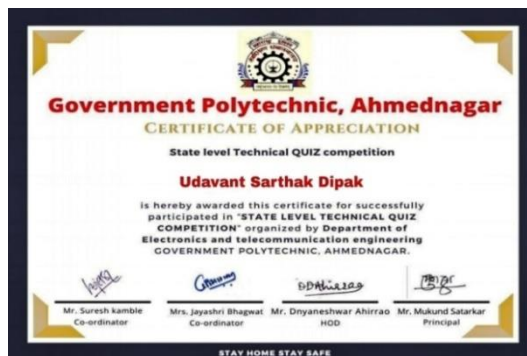 Government Polytechnic, Ahmednagar
CERTIFICATE OF APPRECIATION
State level Technical QUIZ competition
Udavant Sarthak Dipak
is hereby awarded this certificate for successfully
participated in "STATE LEVEL TECHNICAL QUIZ
COMPETITION" organized by Department of
Electronics and telecommunication engineering
GOVERNMENT POLYTECHNIC, AHMEDNAGAR.
Mr. Suresh kamble
Co-ordinator
Mrs. Jayashri Bhagwat
Co-ordinator
Mr. Dnyaneshwar Ahirrao
HOD
Mr. Mukund Satarkar
Principal
STAY HOME STAY SAFE